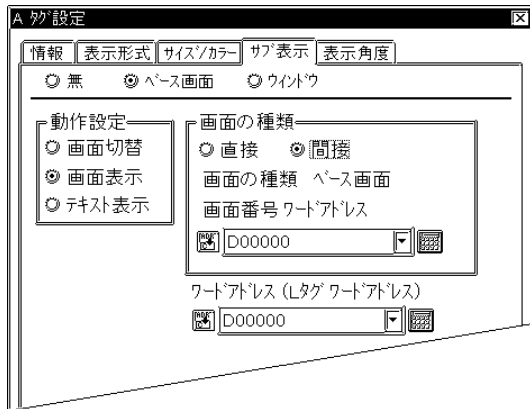 A ﾀｸﾞ設定
情報 表示形式 ｻｲｽﾞ/ｶﾗｰ ｻﾌﾞ表示 表示角度
無 ﾍﾞｰｽ画面 ｳｲﾝﾄﾞｳ
動作設定
画面切替
画面表示
ﾃｷｽﾄ表示
画面の種類
直接 間接
画面の種類 ﾍﾞｰｽ画面
画面番号ﾜｰﾄﾞｱﾄﾞﾚｽ
D00000
ﾜｰﾄﾞｱﾄﾞﾚｽ(Lﾀｸﾞ ﾜｰﾄﾞｱﾄﾞﾚｽ)
D00000